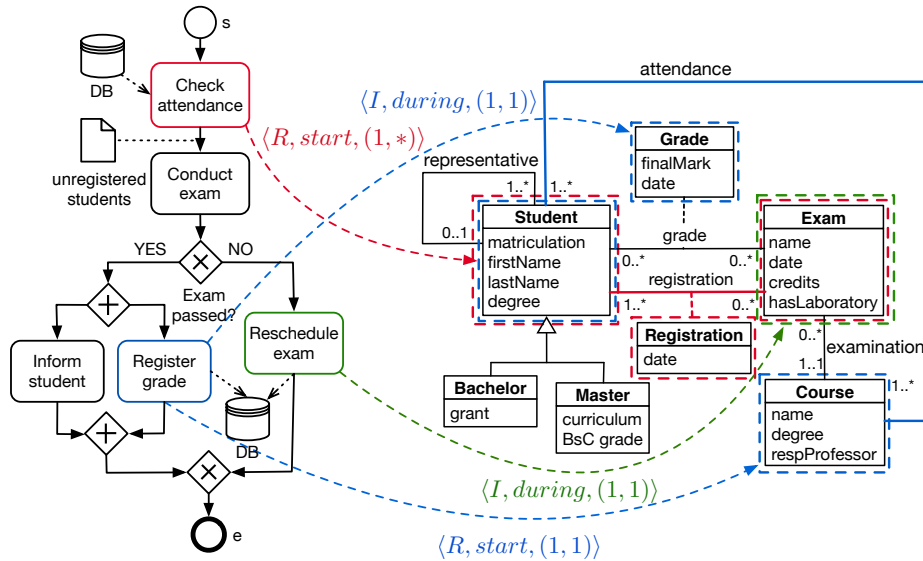 s
DB
Check
attendance
unregistered
students
Conduct
exam
YES
NO
Exam
passed?
Inform
student
Register
grade
Reschedule
exam
DB
e
⟨R, start, (1, *)⟩
⟨I, during, (1, 1)⟩
⟨I, during, (1, 1)⟩
⟨R, start, (1, 1)⟩
attendance
representative
1..*
1..*
0..1
Student
matriculation
firstName
lastName
degree
Grade
finalMark
date
grade
0..*
0..*
registration
1..*
0..*
Registration
date
Exam
name
date
credits
hasLaboratory
0..*
examination
1..1
1..*
Course
name
degree
respProfessor
Bachelor
grant
Master
curriculum
BsC grade